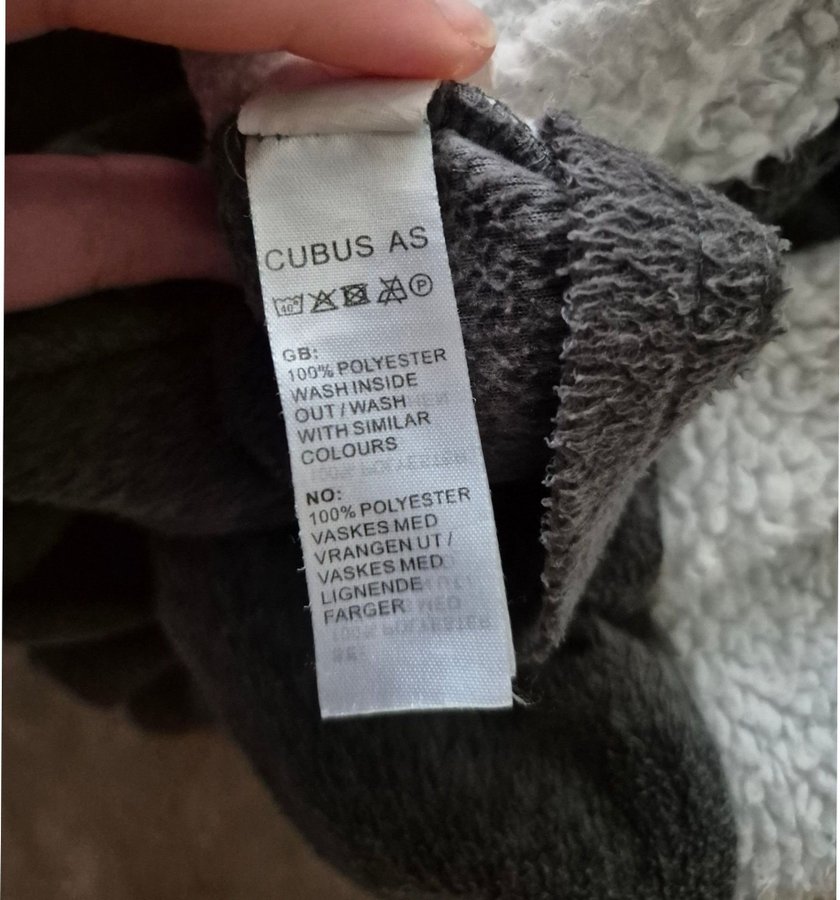 CUBUS AS
40° P
GB:
100% POLYESTER
WASH INSIDE
OUT / WASH
WITH SIMILAR
COLOURS
NO:
100% POLYESTER
VASKES MED
VRANGEN UT /
VASKES MED
LIGNENDE
FARGER